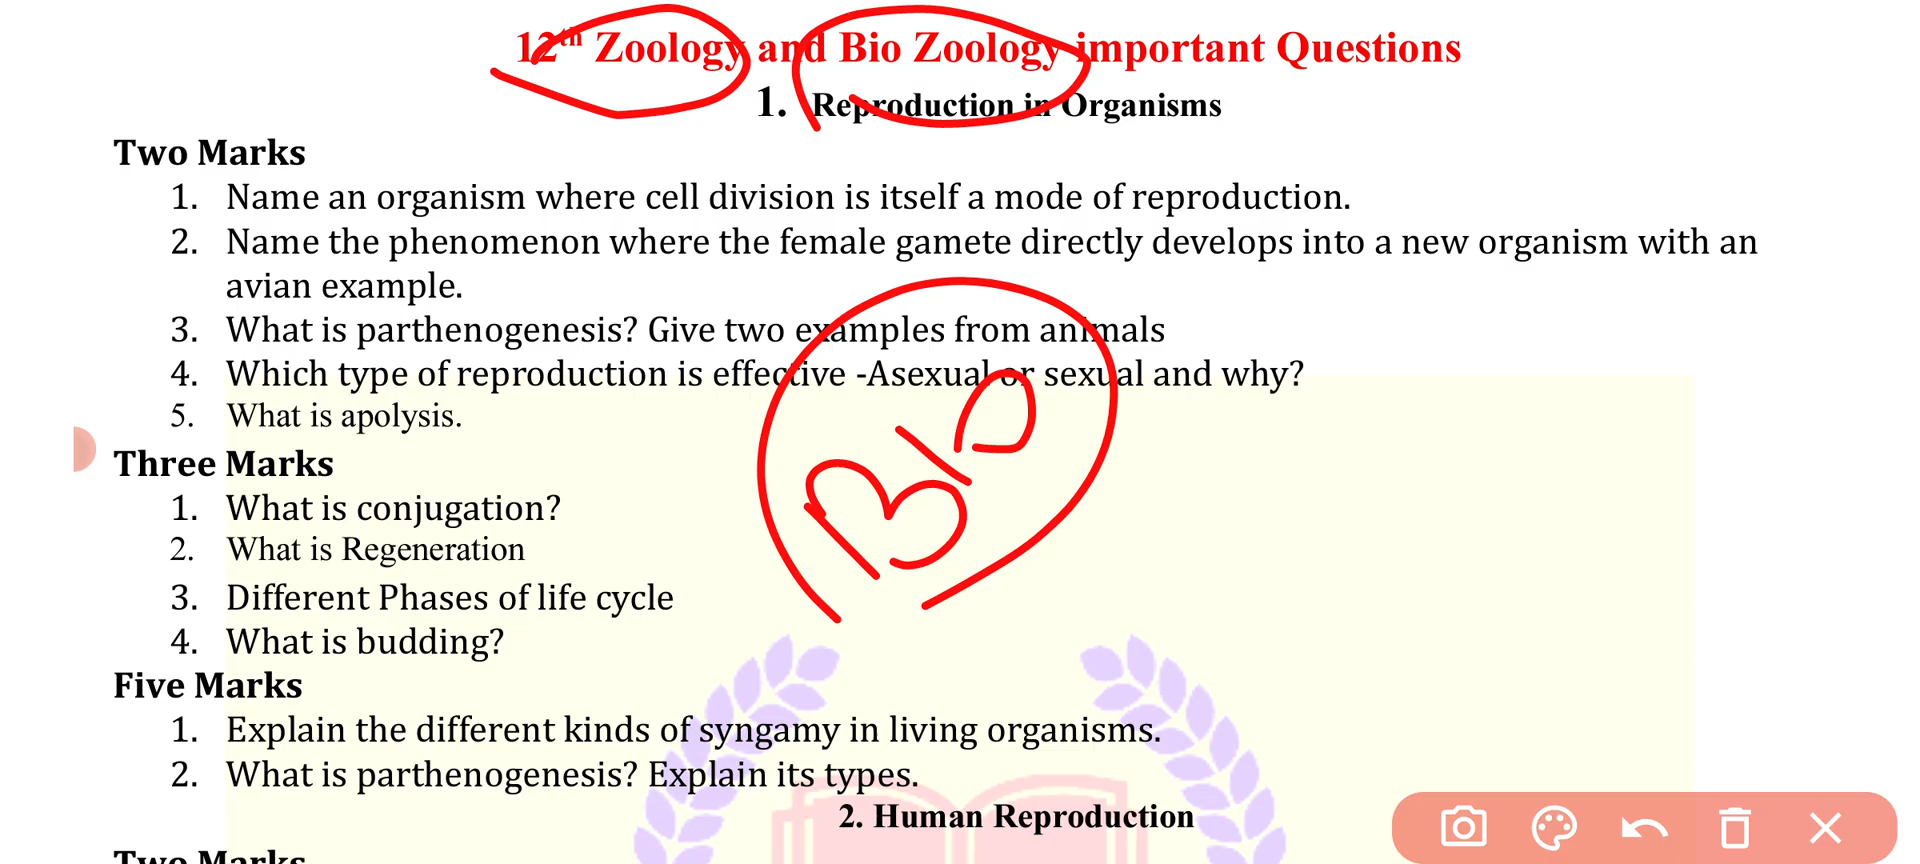 12th Zoology and Bio Zoology important Questions
1. Reproduction in Organisms
Two Marks
1. Name an organism where cell division is itself a mode of reproduction.
2. Name the phenomenon where the female gamete directly develops into a new organism with an
avian example.
3. What is parthenogenesis? Give two examples from animals
4. Which type of reproduction is effective -Asexual or sexual and why?
5. What is apolysis.
BIO
Three Marks
1. What is conjugation?
2. What is Regeneration
3. Different Phases of life cycle
4. What is budding?
Five Marks
1. Explain the different kinds of syngamy in living organisms.
2. What is parthenogenesis? Explain its types.
2. Human Reproduction
Two Marks